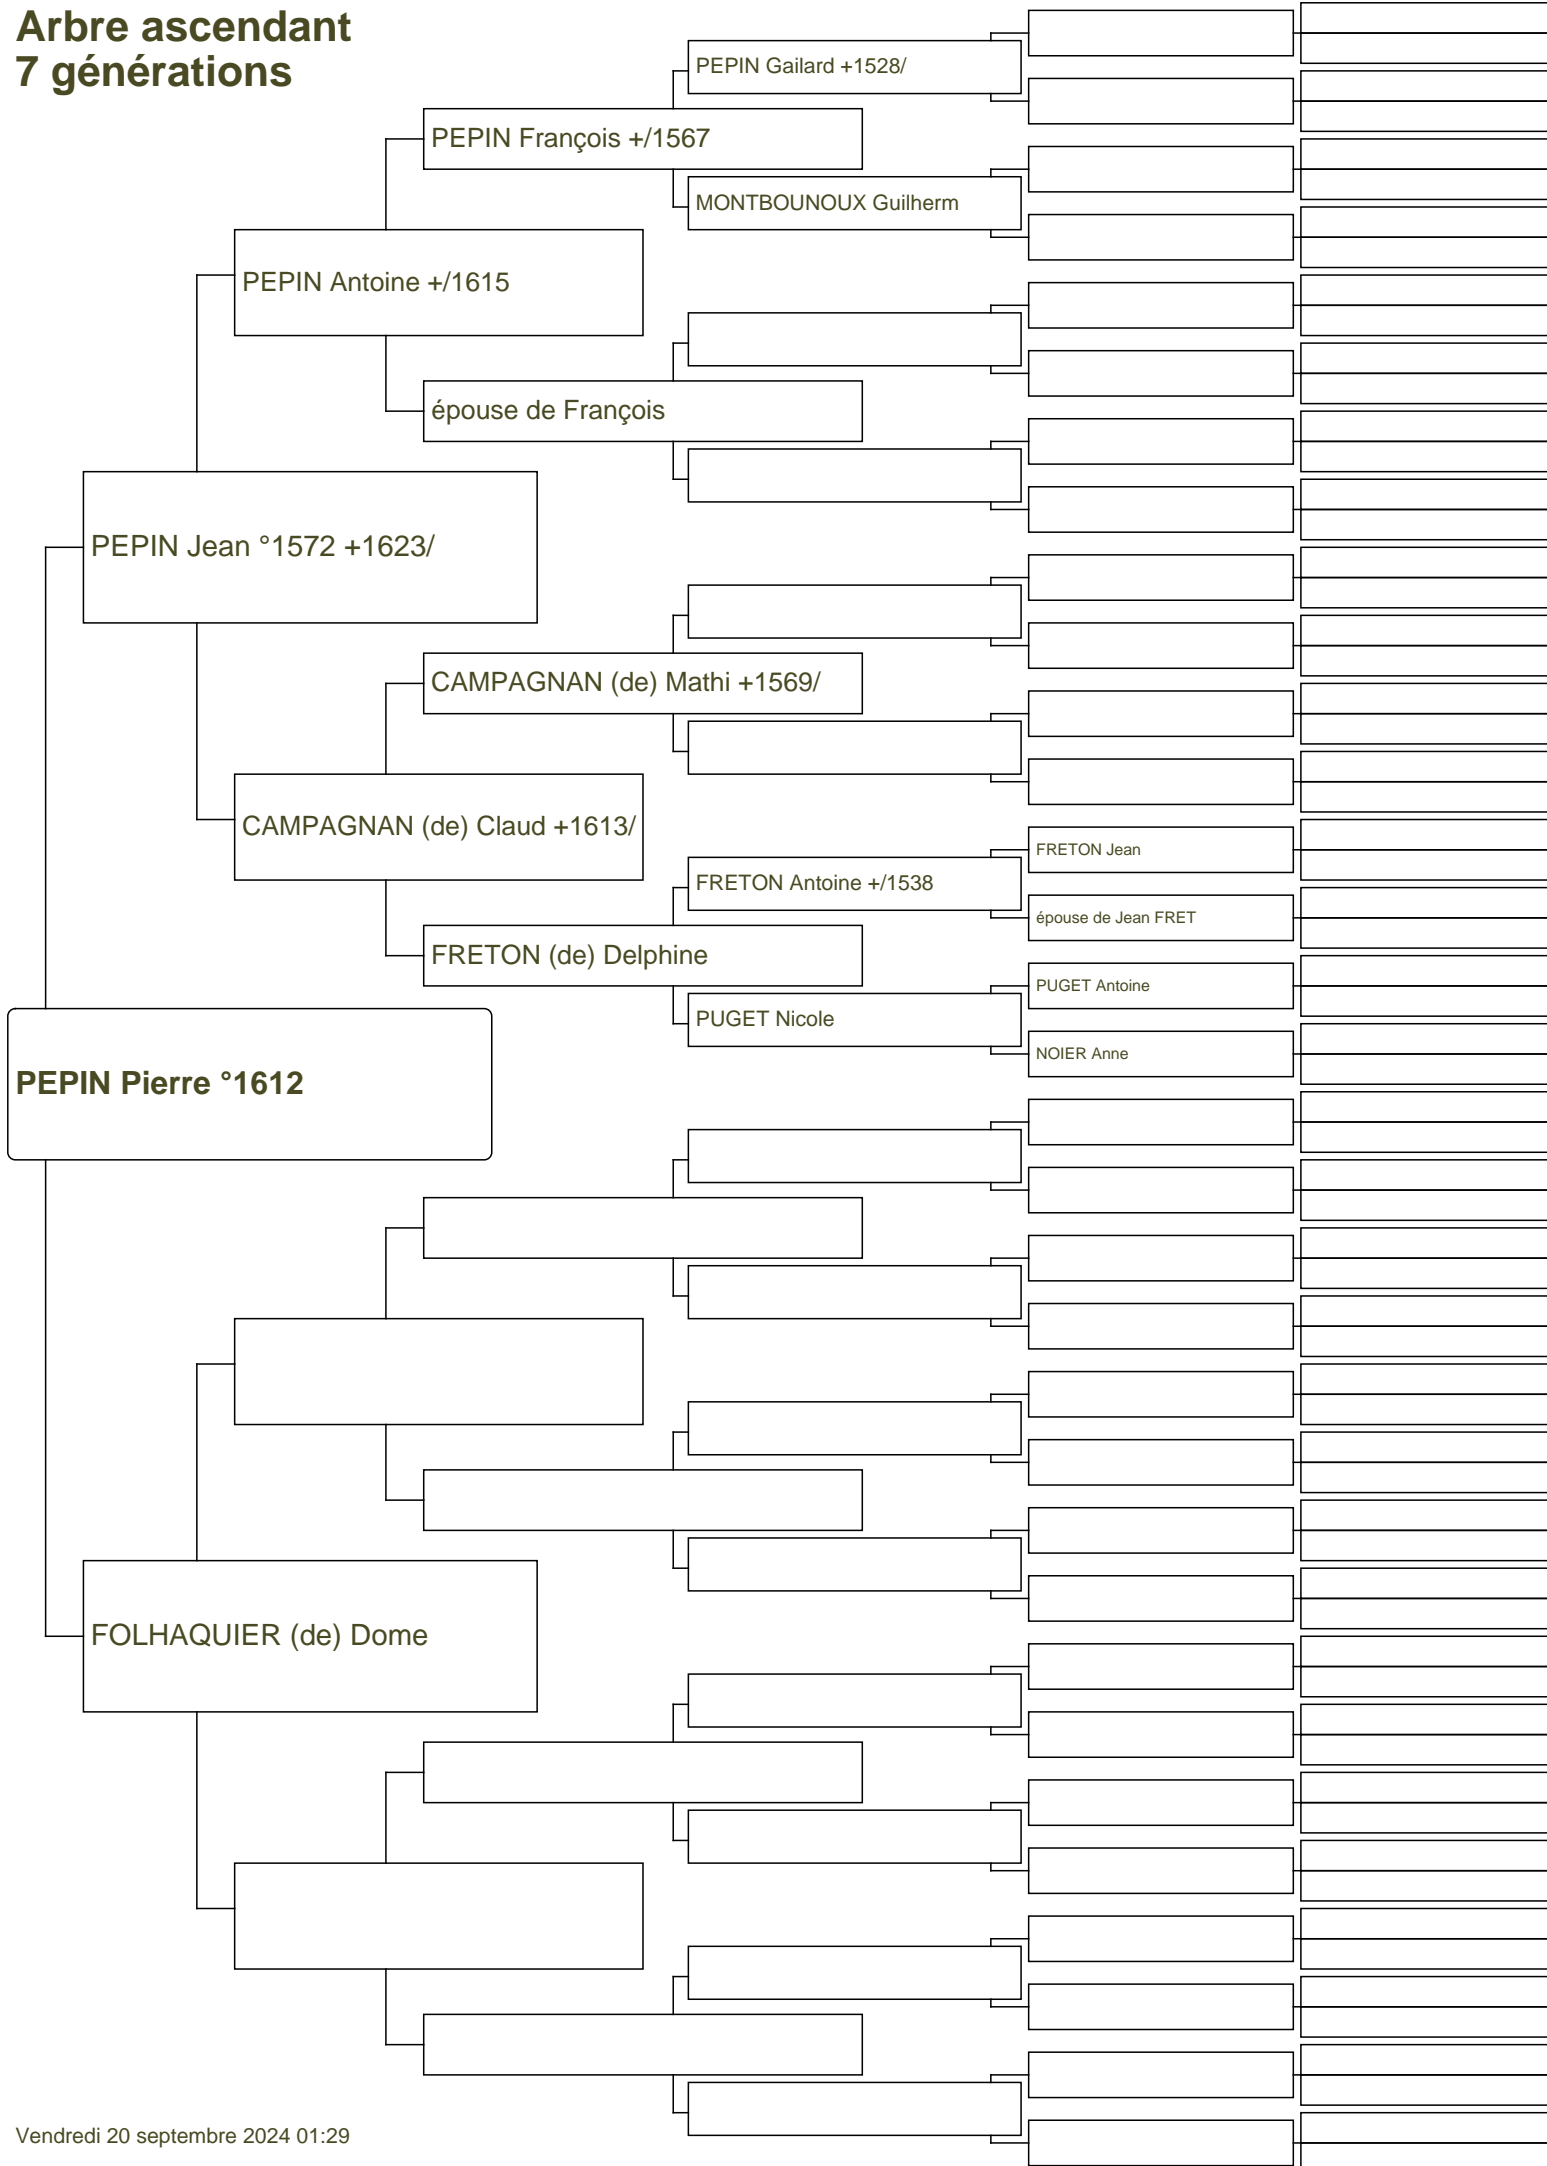 Arbre ascendant
7 générations
PEPIN Gailard +1528/
PEPIN François +/1567
MONTBOUNOUX Guilherm
PEPIN Antoine +/1615
épouse de François
PEPIN Jean °1572 +1623/
CAMPAGNAN (de) Mathi +1569/
CAMPAGNAN (de) Claud +1613/
FRETON Jean
FRETON Antoine +/1538
épouse de Jean FRET
FRETON (de) Delphine
PUGET Antoine
PUGET Nicole
NOIER Anne
PEPIN Pierre °1612
FOLHAQUIER (de) Dome
Vendredi 20 septembre 2024 01:29